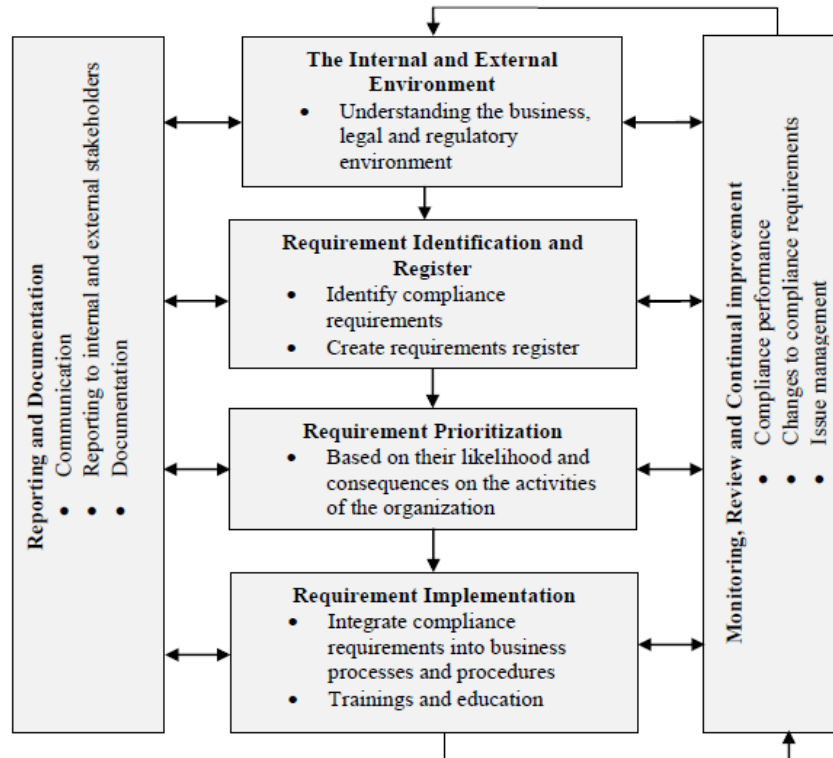 Reporting and Documentation
• Communication
• Reporting to internal and external stakeholders
• Documentation
The Internal and External
Environment
• Understanding the business,
legal and regulatory
environment
Requirement Identification and
Register
• Identify compliance
requirements
• Create requirements register
Requirement Prioritization
• Based on their likelihood and
consequences on the activities
of the organization
Requirement Implementation
• Integrate compliance
requirements into business
processes and procedures
• Trainings and education
Monitoring, Review and Continual improvement
• Compliance performance
• Changes to compliance requirements
• Issue management